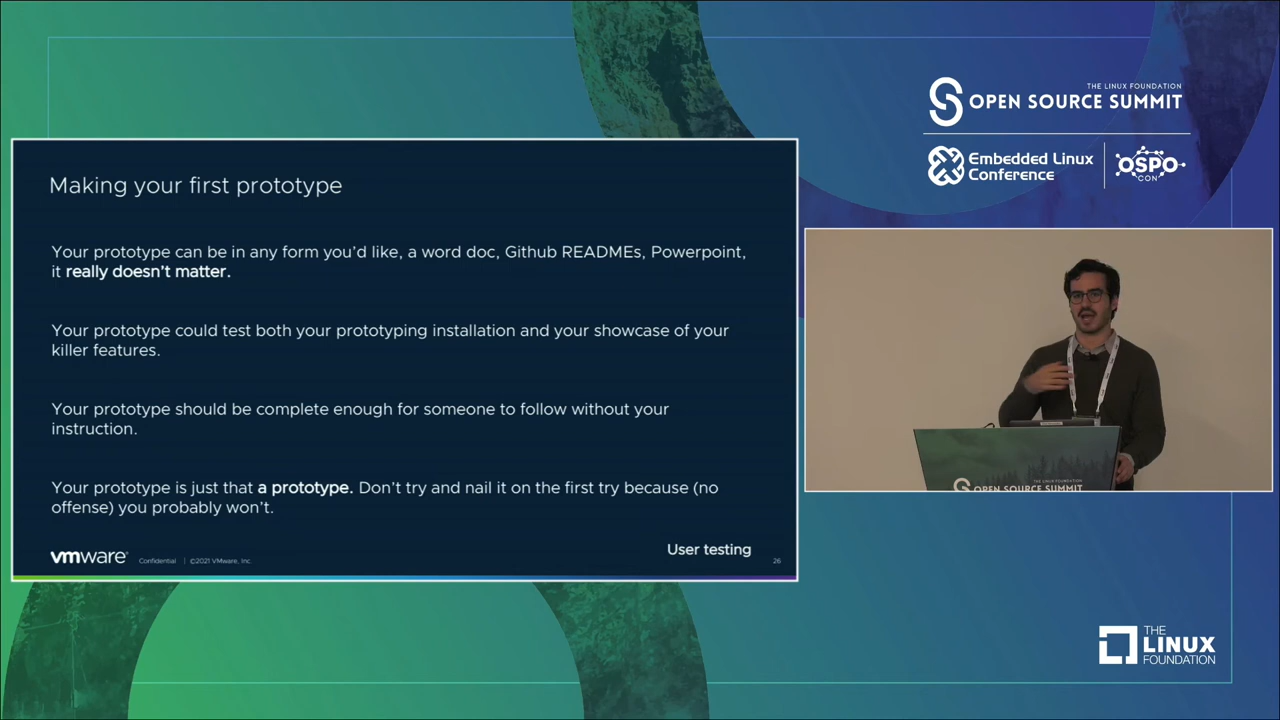 THE LINUX FOUNDATION
OPEN SOURCE SUMMIT
Embedded Linux
Conference
OSPO
CON
Making your first prototype
Your prototype can be in any form you'd like, a word doc, Github READMEs, Powerpoint,
it really doesn't matter.
Your prototype could test both your prototyping installation and your showcase of your
killer features.
Your prototype should be complete enough for someone to follow without your
instruction.
Your prototype is just that a prototype. Don't try and nail it on the first try because (no
offense) you probably won't.
User testing
vmware
Confidential | ©2021 VMware, Inc.
26
OPEN SOURCE SUMMIT
THE
LINUX
FOUNDATION